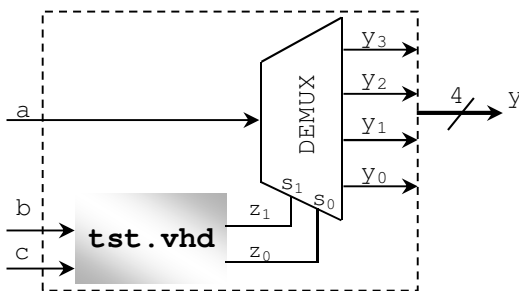 y₃
y₂
4
y
a
DEMUX
y₁
y₀
s₁
s₀
b
z₁
tst.vhd
c
z₀